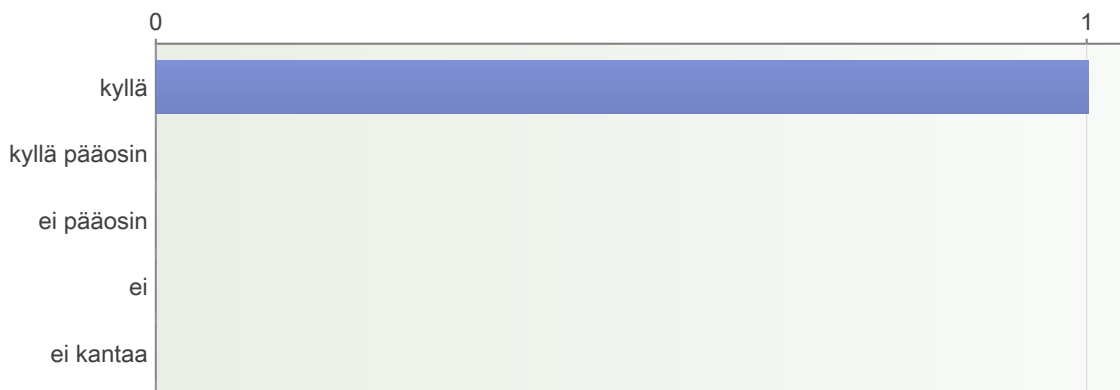 0 1
kyllä
kyllä pääosin
ei pääosin
ei
ei kantaa